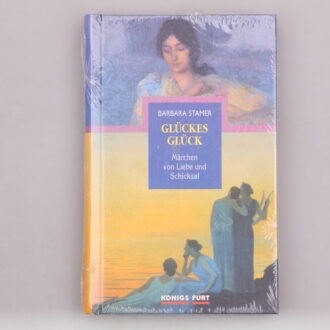 BARBARA STAMER
GLÜCKES
GLÜCK
Märchen
von Liebe und
Schicksal
KÖNIGS FURT